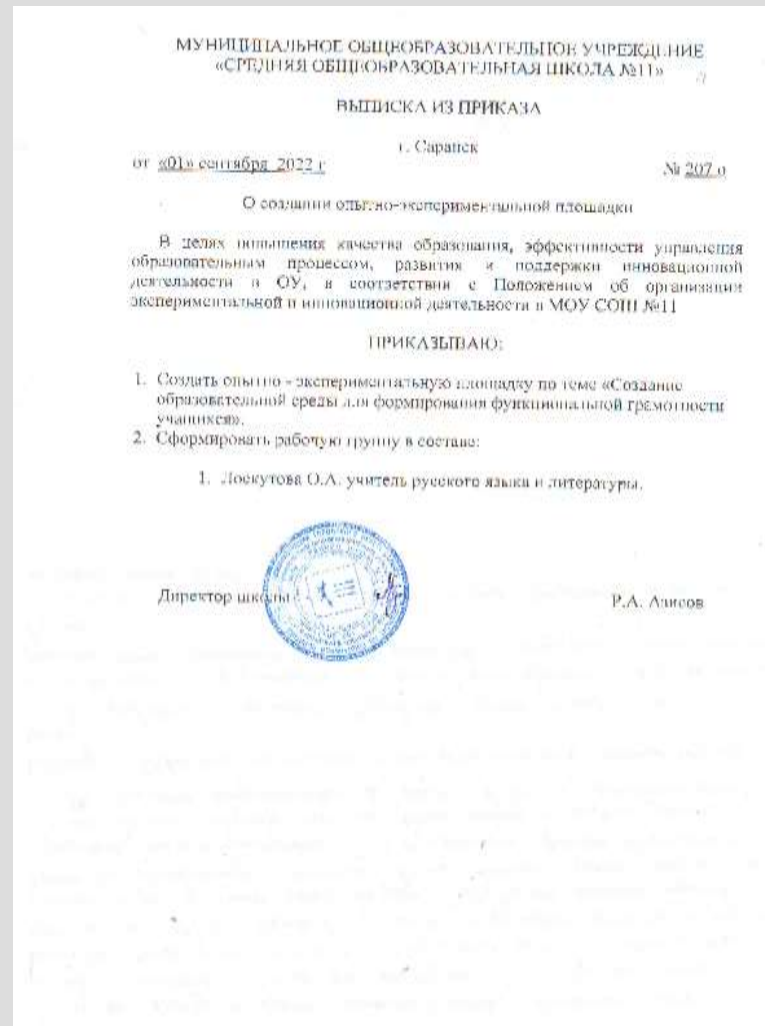 МУНИЦИПАЛЬНОЕ ОБЩЕОБРАЗОВАТЕЛЬНОЕ УЧРЕЖДЕНИЕ
«СРЕДНЯЯ ОБЩЕОБРАЗОВАТЕЛЬНАЯ ШКОЛА №11»
ВЫПИСКА ИЗ ПРИКАЗА
г. Саранск
от «01» сентября 2022 г
№ 207 о
О создании опытно-экспериментальной площадки
В целях повышения качества образования, эффективности управления
образовательным процессом, развития и поддержки инновационной
деятельности в ОУ, в соответствии с Положением об организации
экспериментальной и инновационной деятельности в МОУ СОШ №11
ПРИКАЗЫВАЮ:
1. Создать опытно - экспериментальную площадку по теме «Создание
образовательной среды для формирования функциональной грамотности
учащихся».
2. Сформировать рабочую группу в составе:
1. Лоскутова О.А. учитель русского языка и литературы.
Директор школы
Р.А.